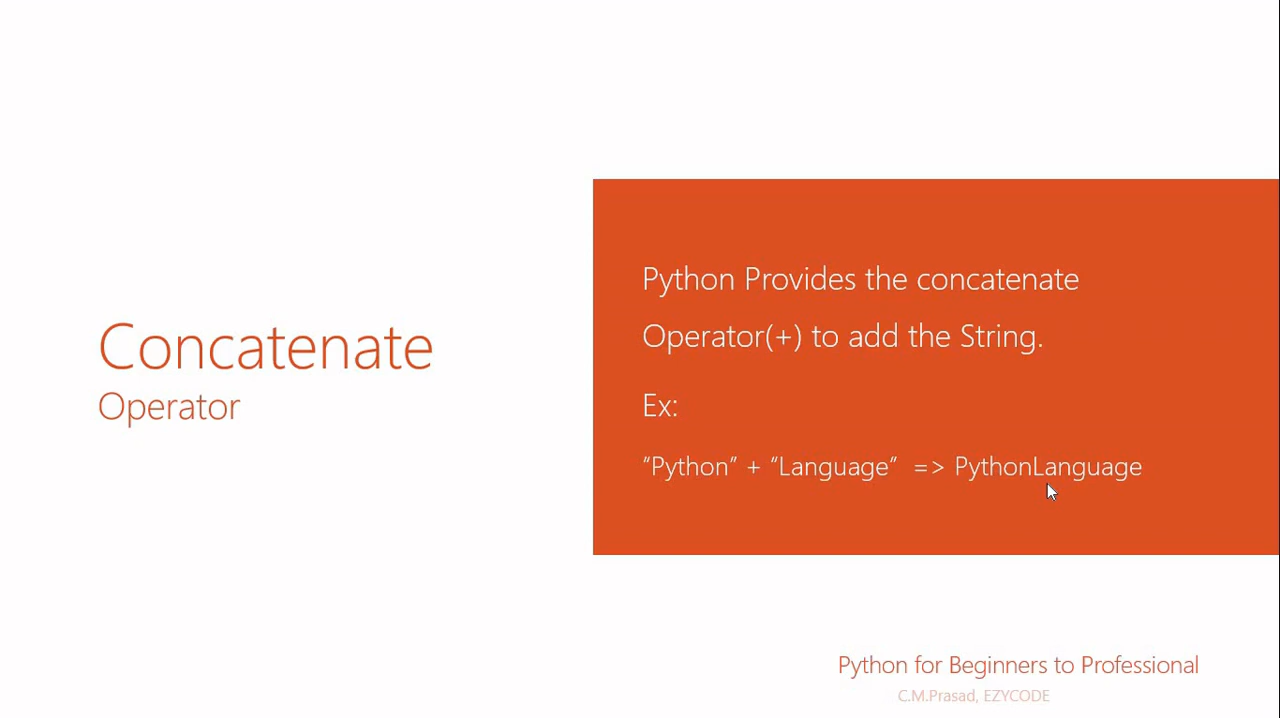 Concatenate
Operator
Python Provides the concatenate
Operator(+) to add the String.
Ex:
“Python” + “Language” => PythonLanguage
Python for Beginners to Professional
C.M.Prasad, EZYCODE